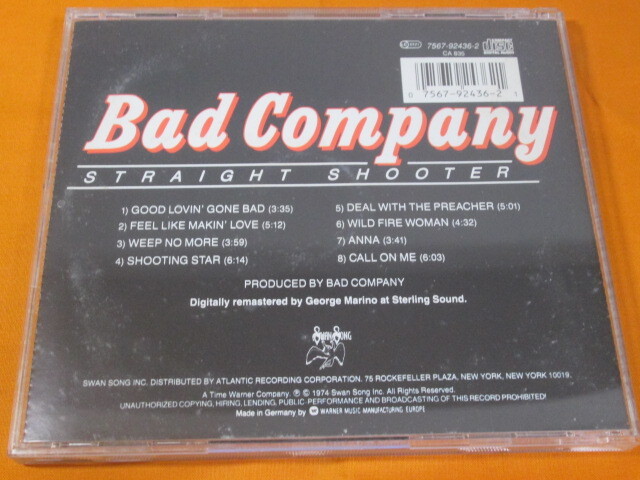 7567-92436-2
CA 835
0 7567-92436-2 1
Bad Company
STRAIGHT SHOOTER
1) GOOD LOVIN' GONE BAD (3:35)
2) FEEL LIKE MAKIN' LOVE (5:12)
3) WEEP NO MORE (3:59)
4) SHOOTING STAR (6:14)
5) DEAL WITH THE PREACHER (5:01)
6) WILD FIRE WOMAN (4:32)
7) ANNA (3:41)
8) CALL ON ME (6:03)
PRODUCED BY BAD COMPANY
Digitally remastered by George Marino at Sterling Sound.
SWAN SONG
SWAN SONG INC. DISTRIBUTED BY ATLANTIC RECORDING CORPORATION. 75 ROCKEFELLER PLAZA, NEW YORK, NEW YORK 10019.
A Time Warner Company. ℗ © 1974 Swan Song Inc. All Rights Reserved.
UNAUTHORIZED COPYING, HIRING, LENDING, PUBLIC-PERFORMANCE AND BROADCASTING OF THIS RECORD PROHIBITED!
Made in Germany by WARNER MUSIC MANUFACTURING EUROPE